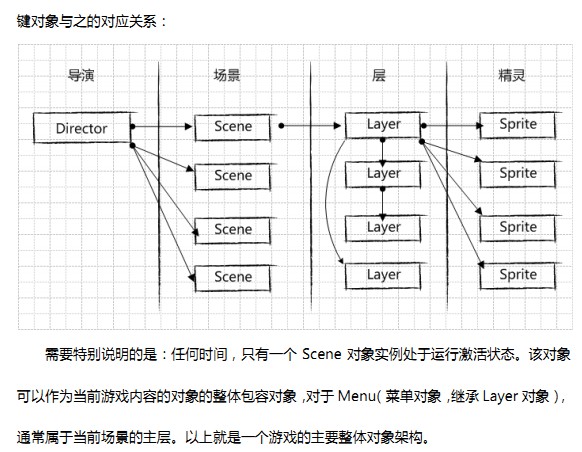 键对象与之的对应关系：
导演 场景 层 精灵
Director Scene Layer Sprite
Scene Layer Sprite
Scene Layer Sprite
Scene Layer Sprite
需要特别说明的是：任何时间，只有一个 Scene 对象实例处于运行激活状态。该对象
可以作为当前游戏内容的对象的整体包容对象，对于 Menu（菜单对象，继承 Layer 对象），
通常属于当前场景的主层。以上就是一个游戏的主要整体对象架构。